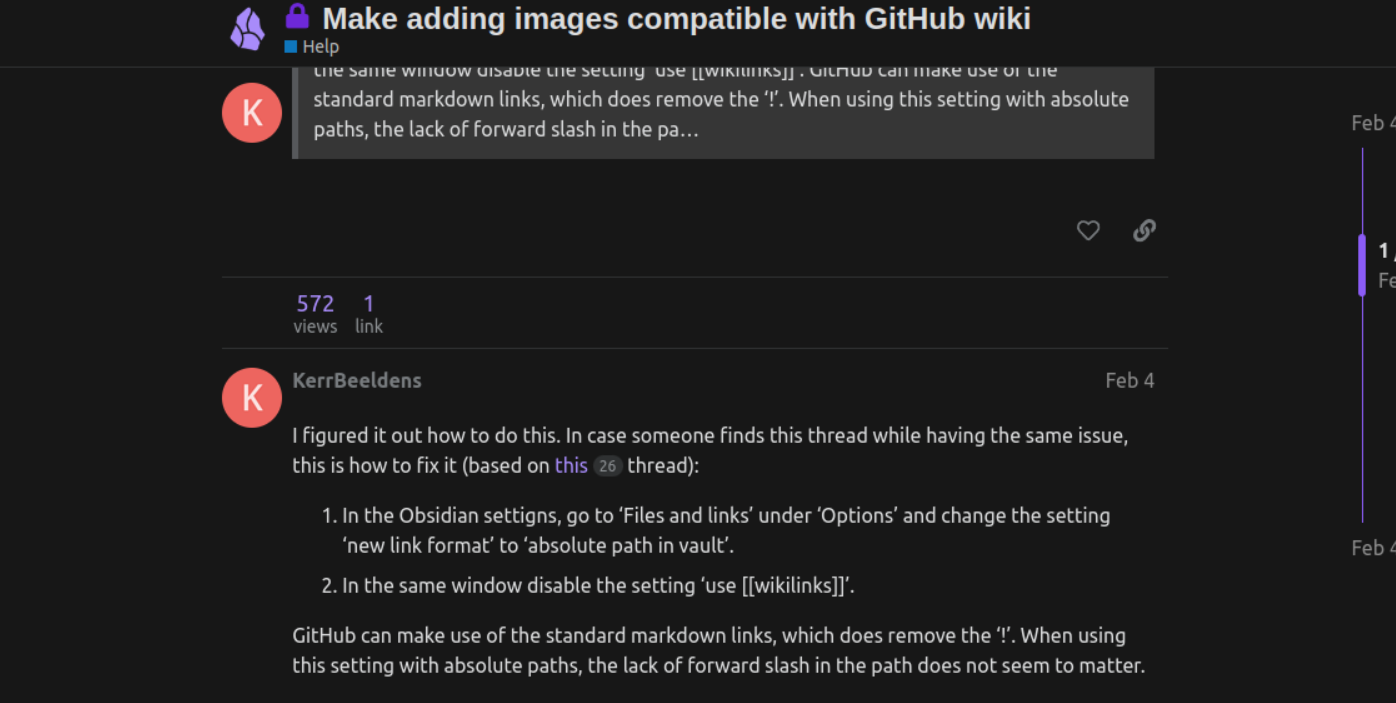 Make adding images compatible with GitHub wiki
Help
the same window disable the setting ‘use [[wikilinks]]’. GitHub can make use of the
standard markdown links, which does remove the ‘!’. When using this setting with absolute
paths, the lack of forward slash in the pa…
K
Feb 4
1 /
Fe
572 1
views link
K
KerrBeeldens
Feb 4
I figured it out how to do this. In case someone finds this thread while having the same issue,
this is how to fix it (based on this 26 thread):
1. In the Obsidian settigns, go to ‘Files and links’ under ‘Options’ and change the setting
‘new link format’ to ‘absolute path in vault’.
2. In the same window disable the setting ‘use [[wikilinks]]’.
GitHub can make use of the standard markdown links, which does remove the ‘!’. When using
this setting with absolute paths, the lack of forward slash in the path does not seem to matter.
Feb 4